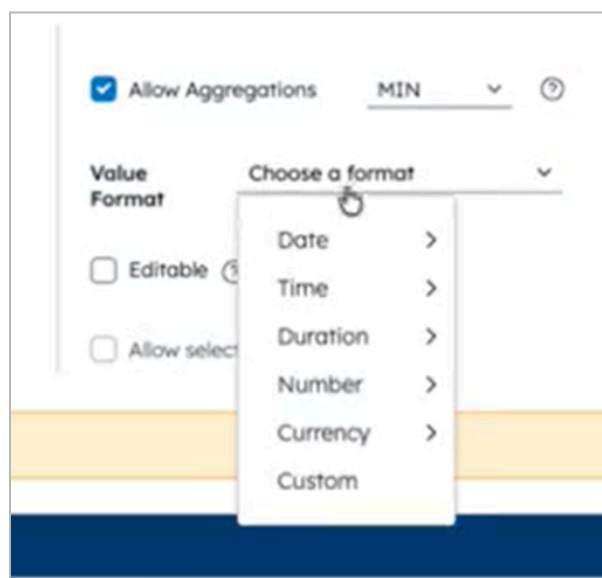 Allow Aggregations MIN
Value Format Choose a format
Date
Editable
Time
Duration
Allow select
Number
Currency
Custom